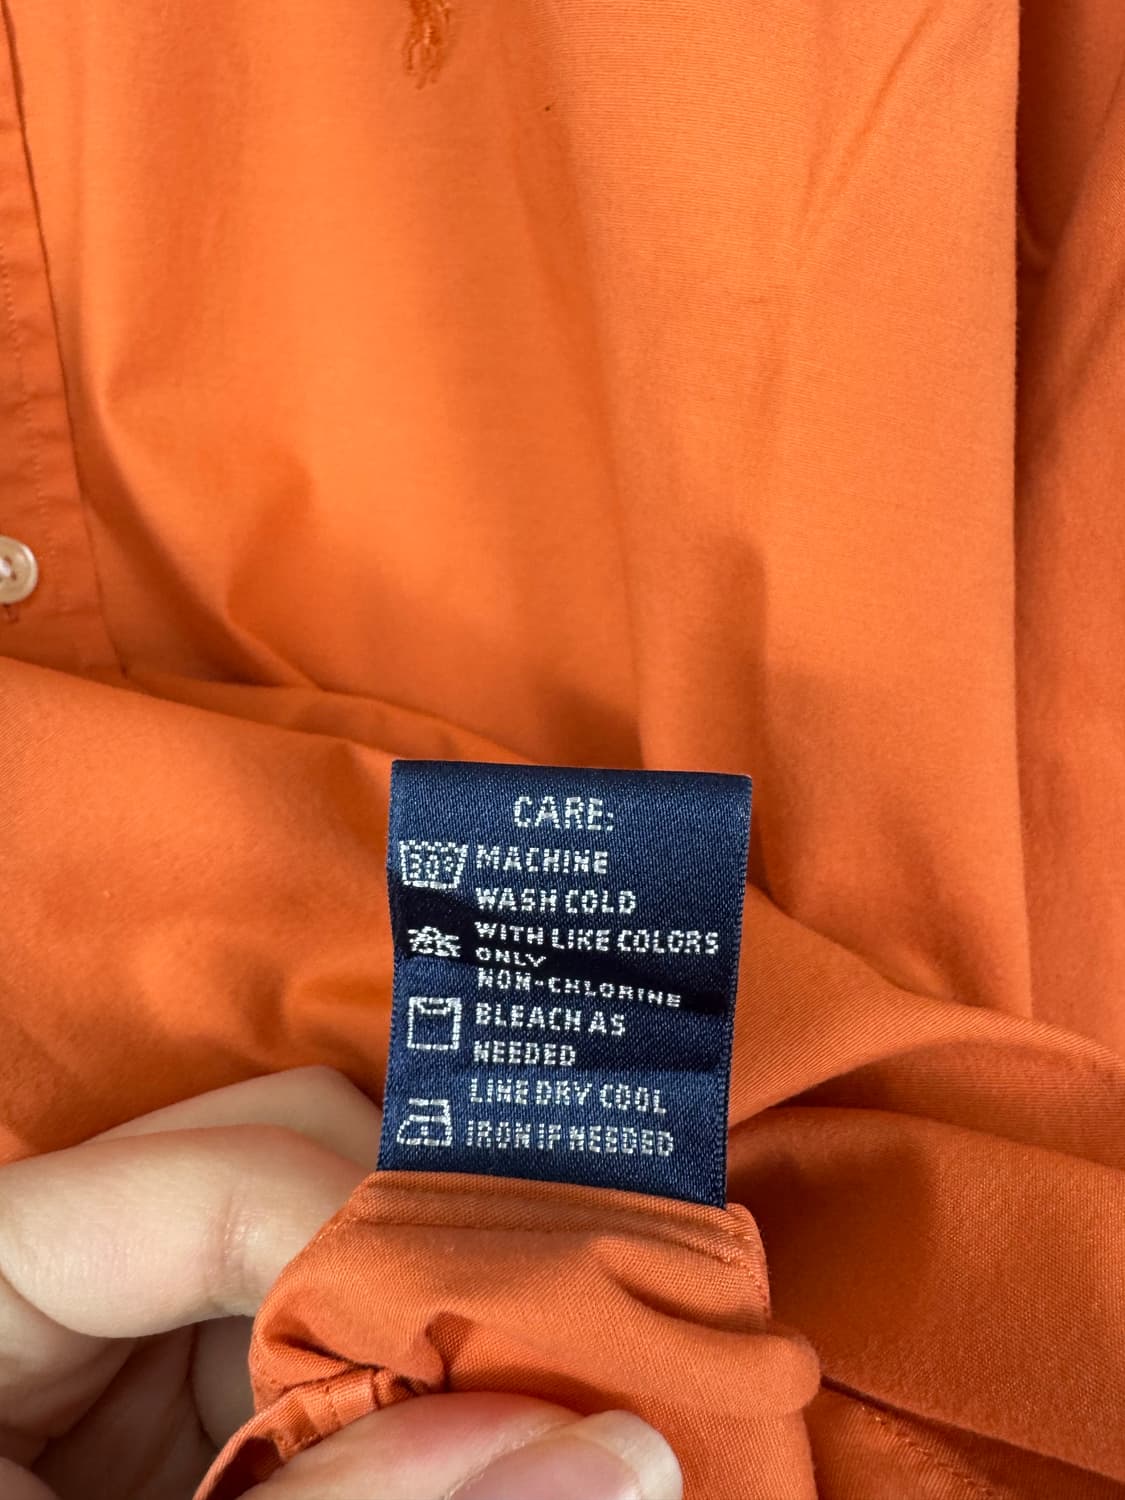 CARE:
30° MACHINE
WASH COLD
WITH LIKE COLORS
ONLY
NON-CHLORINE
BLEACH AS
NEEDED
LINE DRY COOL
IRON IF NEEDED